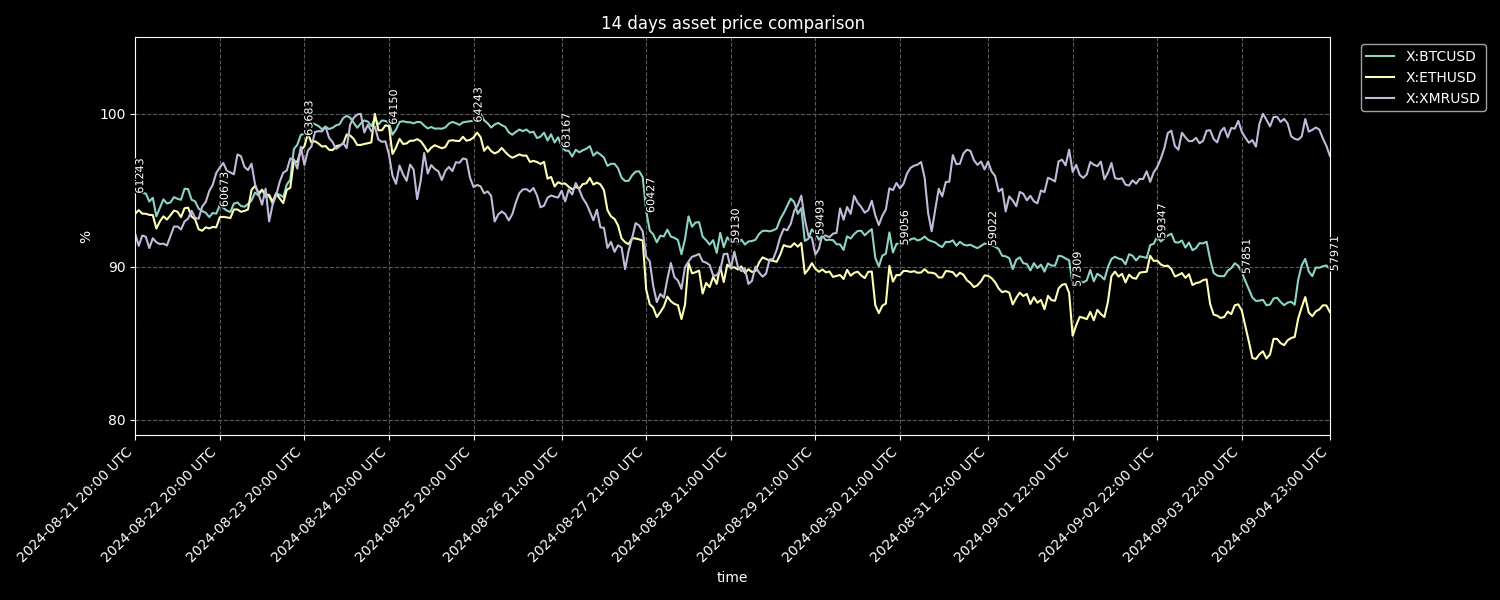 14 days asset price comparison
X:BTCUSD
X:ETHUSD
X:XMRUSD
%
100
90
80
61243
60673
63683
64150
64243
63167
60427
59130
59493
59056
59022
57309
59347
57851
57971
2024-08-21 20:00 UTC
2024-08-22 20:00 UTC
2024-08-23 20:00 UTC
2024-08-24 20:00 UTC
2024-08-25 20:00 UTC
2024-08-26 21:00 UTC
2024-08-27 21:00 UTC
2024-08-28 21:00 UTC
2024-08-29 21:00 UTC
2024-08-30 21:00 UTC
2024-08-31 22:00 UTC
2024-09-01 22:00 UTC
2024-09-02 22:00 UTC
2024-09-03 22:00 UTC
2024-09-04 23:00 UTC
time